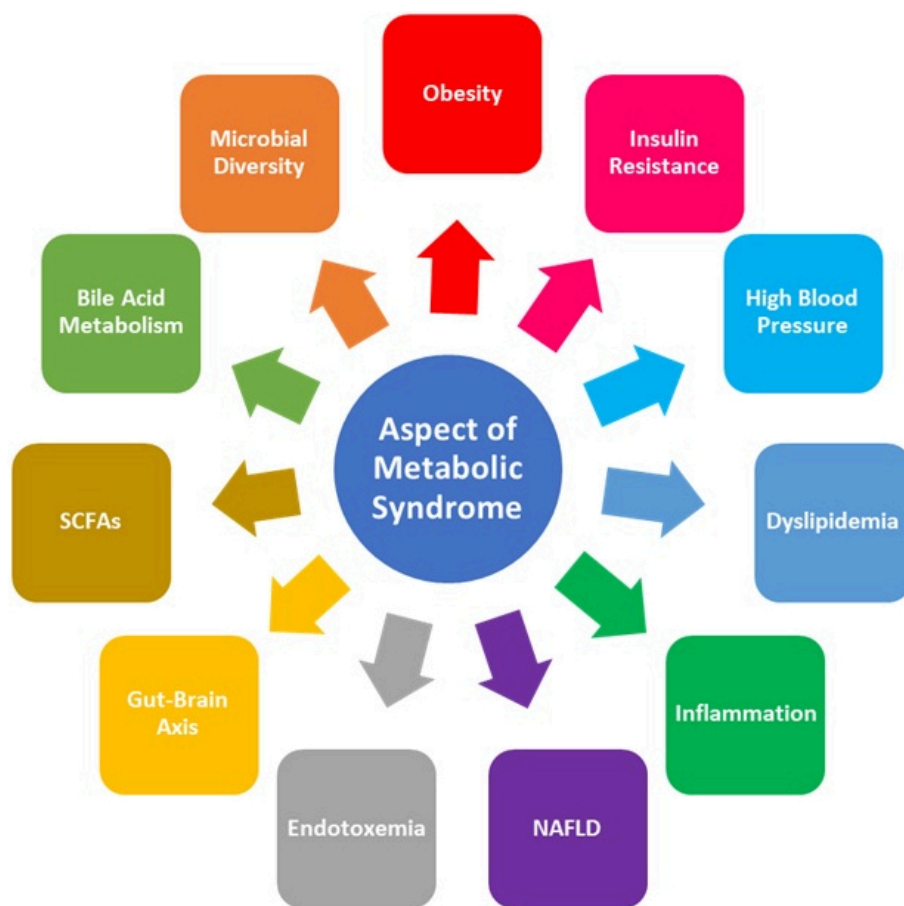 Obesity
Insulin
Resistance
High Blood
Pressure
Dyslipidemia
Inflammation
NAFLD
Endotoxemia
Gut-Brain
Axis
SCFAs
Bile Acid
Metabolism
Microbial
Diversity
Aspect of
Metabolic
Syndrome